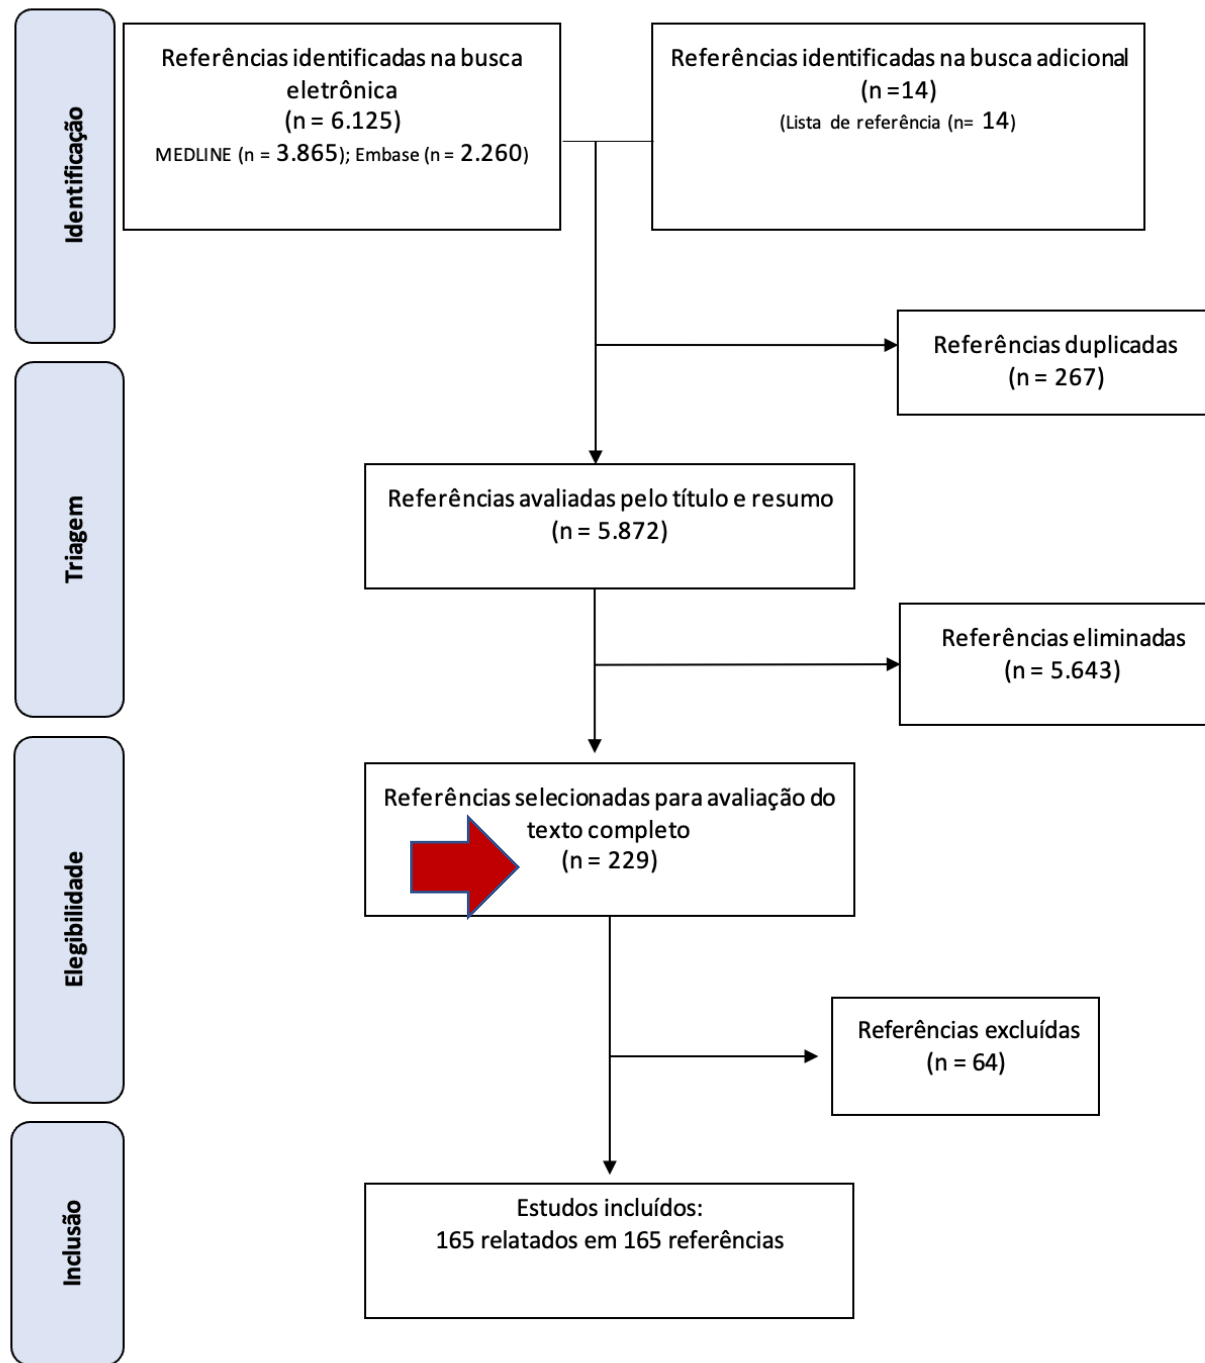 Identificação
Referências identificadas na busca
eletrônica
(n = 6.125)
MEDLINE (n = 3.865); Embase (n = 2.260)
Referências identificadas na busca adicional
(n =14)
(Lista de referência (n= 14)
Referências duplicadas
(n = 267)
Triagem
Referências avaliadas pelo título e resumo
(n = 5.872)
Referências eliminadas
(n = 5.643)
Elegibilidade
Referências selecionadas para avaliação do
texto completo
(n = 229)
Referências excluídas
(n = 64)
Inclusão
Estudos incluídos:
165 relatados em 165 referências